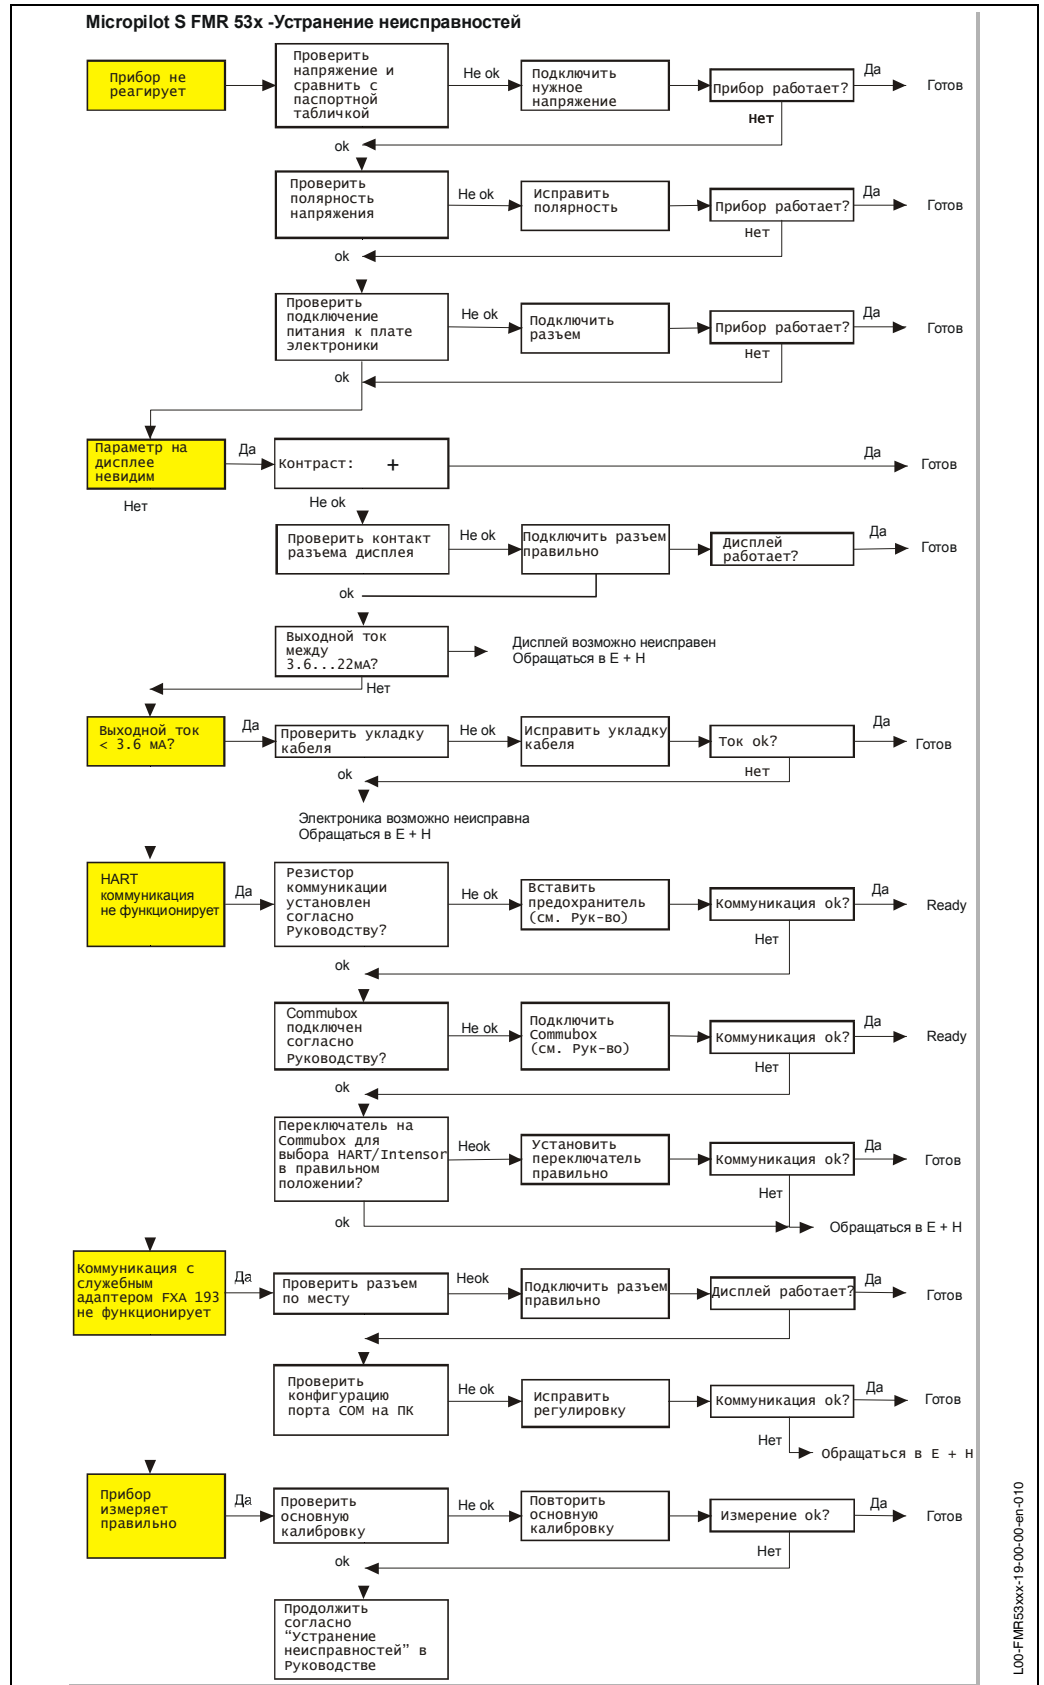 Micropilot S FMR 53x -Устранение неисправностей
Прибор не
реагирует
Проверить
напряжение и
сравнить с
паспортной
табличкой
Не ok
Подключить
нужное
напряжение
Прибор работает?
Да
Готов
Нет
ok
Проверить
полярность
напряжения
Не ok
Исправить
полярность
Прибор работает?
Да
Готов
Нет
ok
Проверить
подключение
питания к плате
электроники
Не ok
Подключить
разъем
Прибор работает?
Да
Готов
Нет
ok
Параметр на
дисплее
невидим
Да
Контраст: +
Да
Готов
Нет
Не ok
Проверить контакт
разъема дисплея
Не ok
Подключить разъем
правильно
Дисплей
работает?
Да
Готов
ok
Выходной ток
между
3.6...22мА?
Дисплей возможно неисправен
Обращаться в E + H
Нет
Выходной ток
< 3.6 мА?
Да
Проверить укладку
кабеля
Не ok
Исправить укладку
кабеля
Ток ok?
Да
Готов
Нет
ok
Электроника возможно неисправна
Обращаться в E + H
HART
коммуникация
не функционирует
Да
Резистор
коммуникации
установлен
согласно
Руководству?
Не ok
Вставить
предохранитель
(см. Рук-во)
Коммуникация ok?
Да
Ready
Нет
ok
Commubox
подключен
согласно
Руководству?
Не ok
Подключить
Commubox
(см. Рук-во)
Коммуникация ok?
Да
Ready
Нет
ok
Переключатель на
Commubox для
выбора HART/Intensor
в правильном
положении?
Неok
Установить
переключатель
правильно
Коммуникация ok?
Да
Готов
Нет
ok
Обращаться в E + H
Коммуникация с
служебным
адаптером FXA 193
не функционирует
Да
Проверить разъем
по месту
Неok
Подключить разъем
правильно
Дисплей работает?
Да
Готов
Проверить
конфигурацию
порта COM на ПК
Не ok
Исправить
регулировку
Коммуникация ok?
Да
Готов
Нет
Обращаться в E + H
Прибор
измеряет
правильно
Да
Проверить
основную
калибровку
Не ok
Повторить
основную
калибровку
Измерение ok?
Да
Готов
Нет
ok
Продолжить
согласно
“Устранение
неисправностей” в
Руководстве
L00-FMR53xxx-19-00-00-en-010